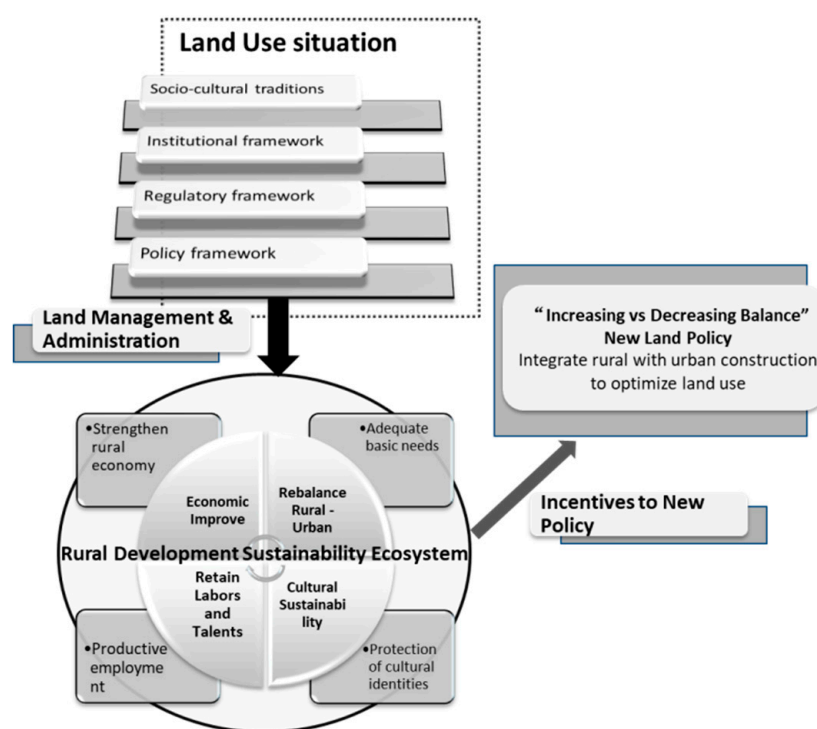 Land Use situation
Socio-cultural traditions
Institutional framework
Regulatory framework
Policy framework
Land Management &
Administration
“Increasing vs Decreasing Balance”
New Land Policy
Integrate rural with urban construction
to optimize land use
•Strengthen
rural
economy
•Adequate
basic needs
Economic
Improve
Rebalance
Rural -
Urban
Incentives to New
Policy
Rural Development Sustainability Ecosystem
Retain
Labors
and
Talents
Cultural
Sustainabi
lity
•Productive
employme
nt
•Protection
of cultural
identities